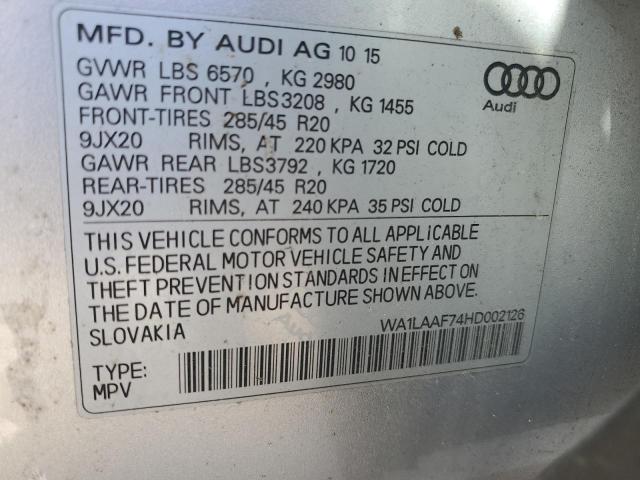 MFD. BY AUDI AG 10 15
GVWR LBS 6570, KG 2980
GAWR FRONT LBS3208, KG 1455
FRONT-TIRES 285/45 R20
9JX20 RIMS, AT 220 KPA 32 PSI COLD
GAWR REAR LBS3792, KG 1720
REAR-TIRES 285/45 R20
9JX20 RIMS, AT 240 KPA 35 PSI COLD
Audi
THIS VEHICLE CONFORMS TO ALL APPLICABLE
U.S. FEDERAL MOTOR VEHICLE SAFETY AND
THEFT PREVENTION STANDARDS IN EFFECT ON
THE DATE OF MANUFACTURE SHOWN ABOVE.
SLOVAKIA
WA1LAAF74HD002126
TYPE:
MPV